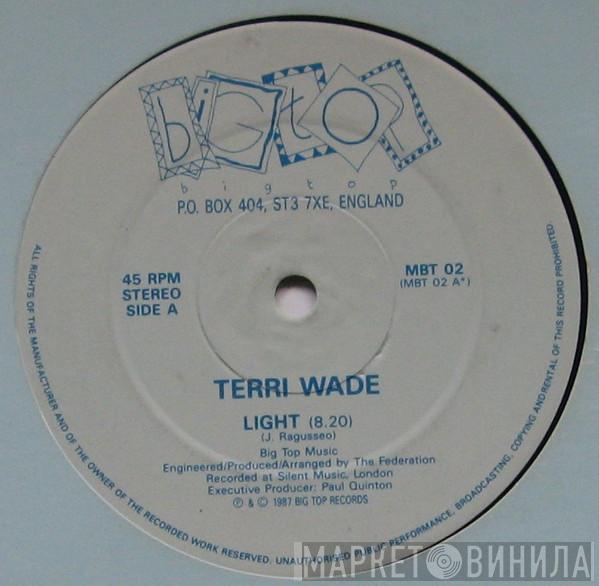 bigtop
bigtop
P.O. BOX 404, ST3 7XE, ENGLAND
45 RPM
STEREO
SIDE A
MBT 02
(MBT 02 A*)
TERRI WADE
LIGHT (8.20)
(J. Ragusseo)
Big Top Music
Engineered/Produced/Arranged by The Federation
Recorded at Silent Music, London
Executive Producer: Paul Quinton
℗ & © 1987 BIG TOP RECORDS
ALL RIGHTS OF THE MANUFACTURER AND OF THE OWNER OF THE RECORDED WORK RESERVED. UNAUTHORISED PUBLIC PERFORMANCE, BROADCASTING, COPYING AND RENTAL OF THIS RECORD PROHIBITED.
МАРКЕТ ВИНИЛА